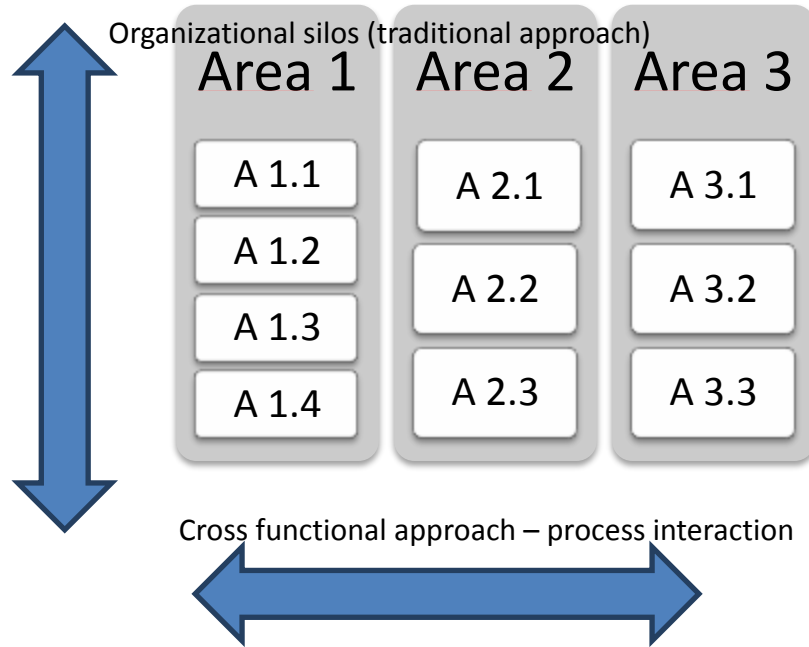 Organizational silos (traditional approach)
Area 1 Area 2 Area 3
A 1.1 A 2.1 A 3.1
A 1.2 A 2.2 A 3.2
A 1.3 A 2.3 A 3.3
A 1.4
Cross functional approach – process interaction